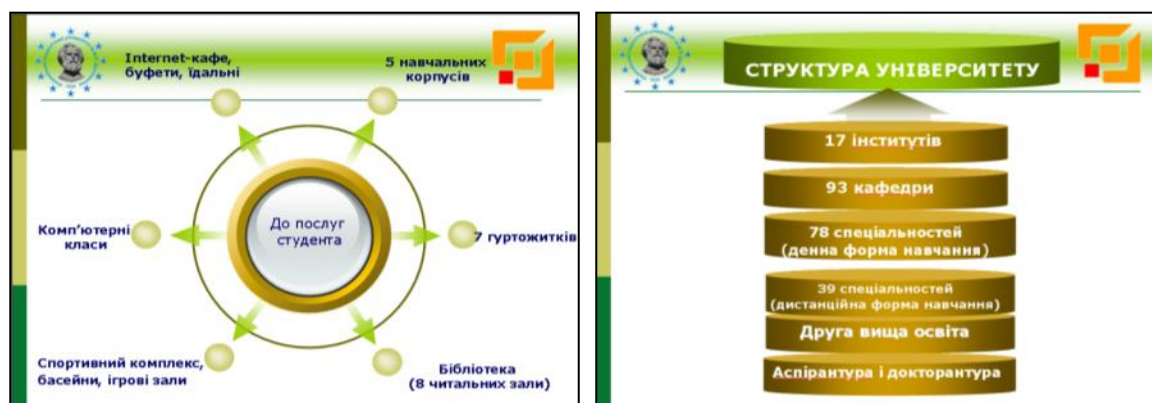 Internet-кафе,
буфети, їдальні
5 навчальних
корпусів
До послуг
студента
Комп'ютерні
класи
7 гуртожитків
Спортивний комплекс,
басейни, ігрові зали
Бібліотека
(8 читальних зали)
СТРУКТУРА УНІВЕРСИТЕТУ
17 інститутів
93 кафедри
78 спеціальностей
(денна форма навчання)
39 спеціальностей
(дистанційна форма навчання)
Друга вища освіта
Аспірантура і докторантура